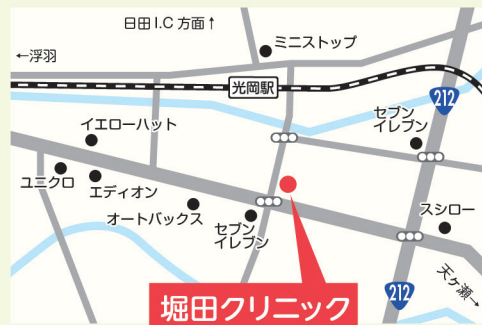 日田I.C 方面↑
ミニストップ
←浮羽
光岡駅
212
セブン
イレブン
イエローハット
ユニクロ
エディオン
オートバックス
セブン
イレブン
スシロー
天ヶ瀬→
212
堀田クリニック